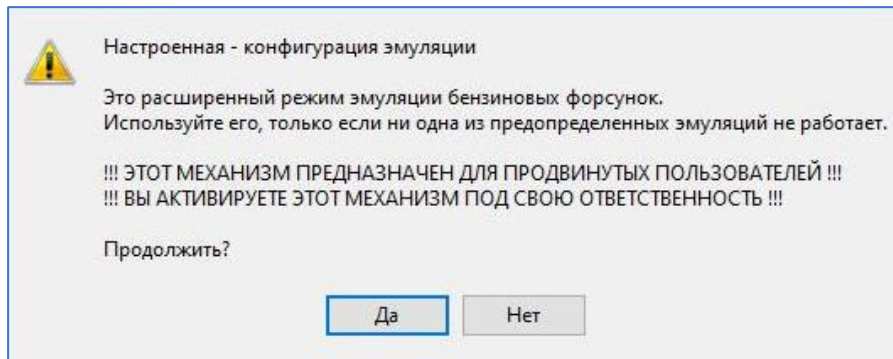 Настроенная - конфигурация эмуляции
Это расширенный режим эмуляции бензиновых форсунок.
Используйте его, только если ни одна из предопределенных эмуляций не работает.
!!! ЭТОТ МЕХАНИЗМ ПРЕДНАЗНАЧЕН ДЛЯ ПРОДВИНУТЫХ ПОЛЬЗОВАТЕЛЕЙ !!!
!!! ВЫ АКТИВИРУЕТЕ ЭТОТ МЕХАНИЗМ ПОД СВОЮ ОТВЕТСТВЕННОСТЬ !!!
Продолжить?
Да Нет